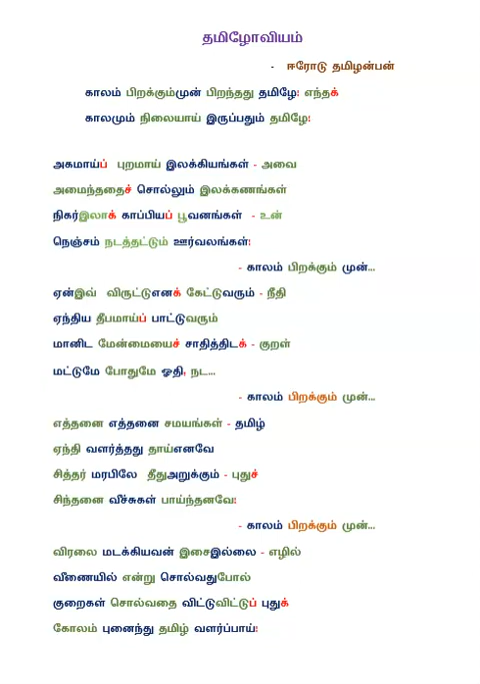 தமிழோவியம்
- ஈரோடு தமிழன்பன்
காலம் பிறக்கும்முன் பிறந்தது தமிழே! எந்தக்
காலமும் நிலையாய் இருப்பதும் தமிழே!
அகமாய்ப் புறமாய் இலக்கியங்கள் - அவை
அமைந்ததைச் சொல்லும் இலக்கணங்கள்
நிகர்இலாக் காப்பியப் பூவனங்கள் - உன்
நெஞ்சம் நடத்தட்டும் ஊர்வலங்கள்!
- காலம் பிறக்கும் முன்...
ஏன்இவ் விருட்டுஎனக் கேட்டுவரும் - நீதி
ஏந்திய தீபமாய்ப் பாட்டுவரும்
மானிட மேன்மையைச் சாதித்திடக் - குறள்
மட்டுமே போதுமே ஓதி, நட...
- காலம் பிறக்கும் முன்...
எத்தனை எத்தனை சமயங்கள் - தமிழ்
ஏந்தி வளர்த்தது தாய்எனவே
சித்தர் மரபிலே தீதுஅறுக்கும் - புதுச்
சிந்தனை வீச்சுகள் பாய்ந்தனவே!
- காலம் பிறக்கும் முன்...
விரலை மடக்கியவன் இசைஇல்லை - எழில்
வீணையில் என்று சொல்வதுபோல்
குறைகள் சொல்வதை விட்டுவிட்டுப் புதுக்
கோலம் புனைந்து தமிழ் வளர்ப்பாய்!